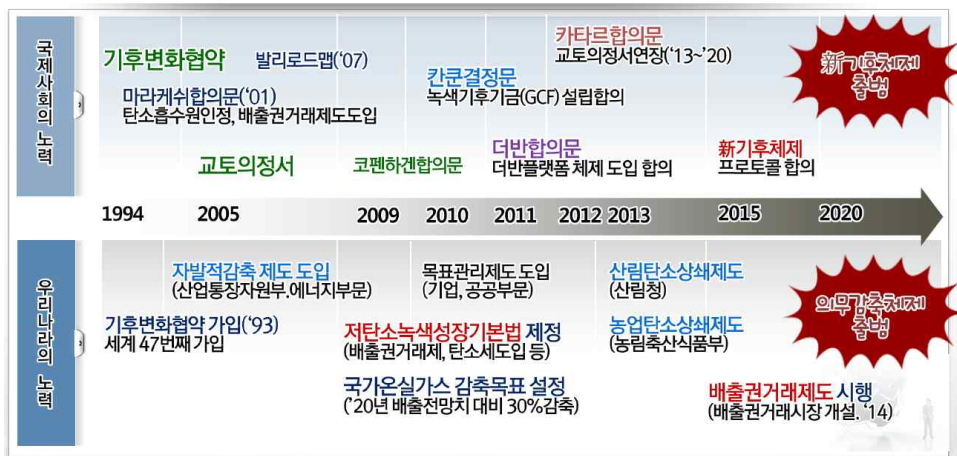 국제사회의 노력
기후변화협약
발리로드맵(‘07)
마라케쉬합의문(‘01)
탄소흡수원인정, 배출권거래제도도입
교토의정서
코펜하겐합의문
칸쿤결정문
녹색기후기금(GCF) 설립합의
더반합의문
더반플랫폼 체제 도입 합의
카타르합의문
교토의정서연장(‘13~’20)
新기후체제
프로토콜 합의
新기후체제
출범
1994 2005 2009 2010 2011 2012 2013 2015 2020
우리나라의 노력
자발적감축 제도 도입
(산업통장자원부.에너지부문)
기후변화협약 가입(‘93)
세계 47번째 가입
목표관리제도 도입
(기업, 공공부문)
저탄소녹색성장기본법 제정
(배출권거래제, 탄소세도입 등)
국가온실가스 감축목표 설정
(’20년 배출전망치 대비 30%감축)
산림탄소상쇄제도
(산림청)
농업탄소상쇄제도
(농림축산식품부)
배출권거래제도 시행
(배출권거래시장 개설. ‘14)
의무감축체제
출범